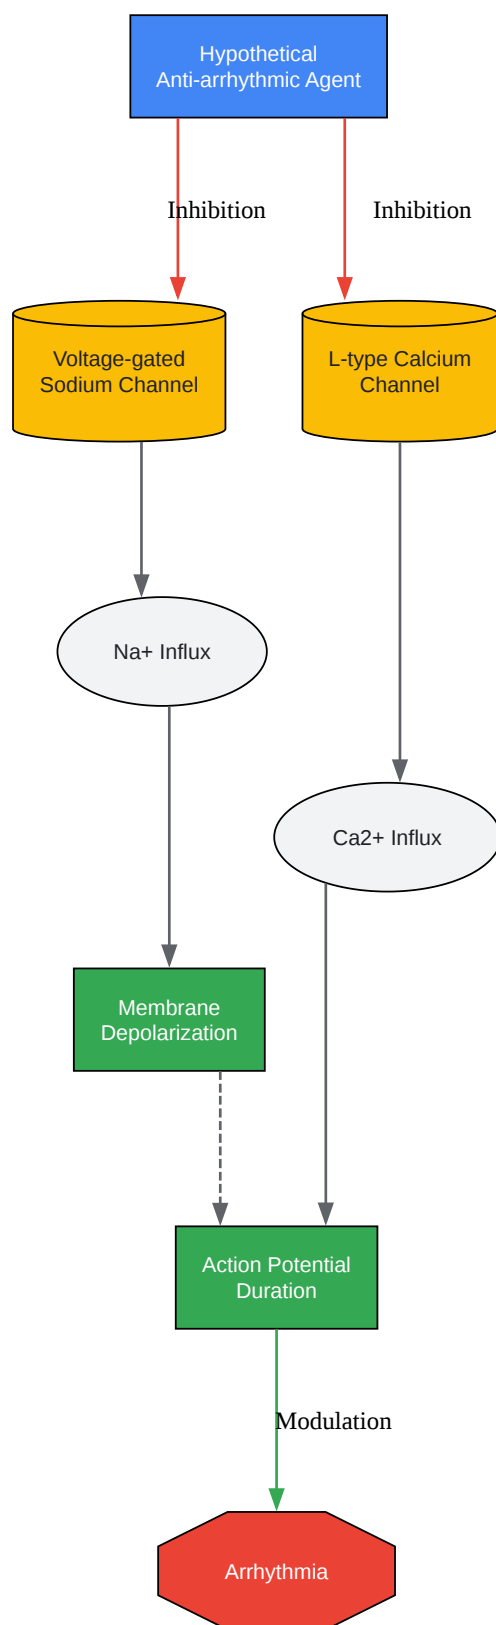 Hypothetical
Anti-arrhythmic Agent
Inhibition
Inhibition
Voltage-gated
Sodium Channel
L-type Calcium
Channel
Na+ Influx
Ca2+ Influx
Membrane
Depolarization
Action Potential
Duration
Modulation
Arrhythmia